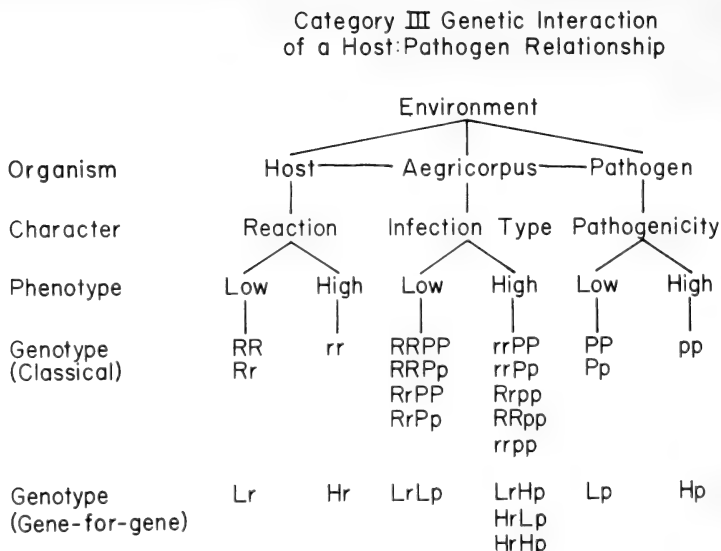 Category III Genetic Interaction
of a Host:Pathogen Relationship
Environment
Organism Host Aegricorpus Pathogen
Character Reaction Infection Type Pathogenicity
Phenotype Low High Low High Low High
Genotype RR rr RRPP rrPP PP pp
(Classical) Rr RRPp rrPp Pp
RrPP Rrpp
RrPp RRpp
rrpp
Genotype Lr Hr LrLp LrHp Lp Hp
(Gene-for-gene) HrLp
HrHp